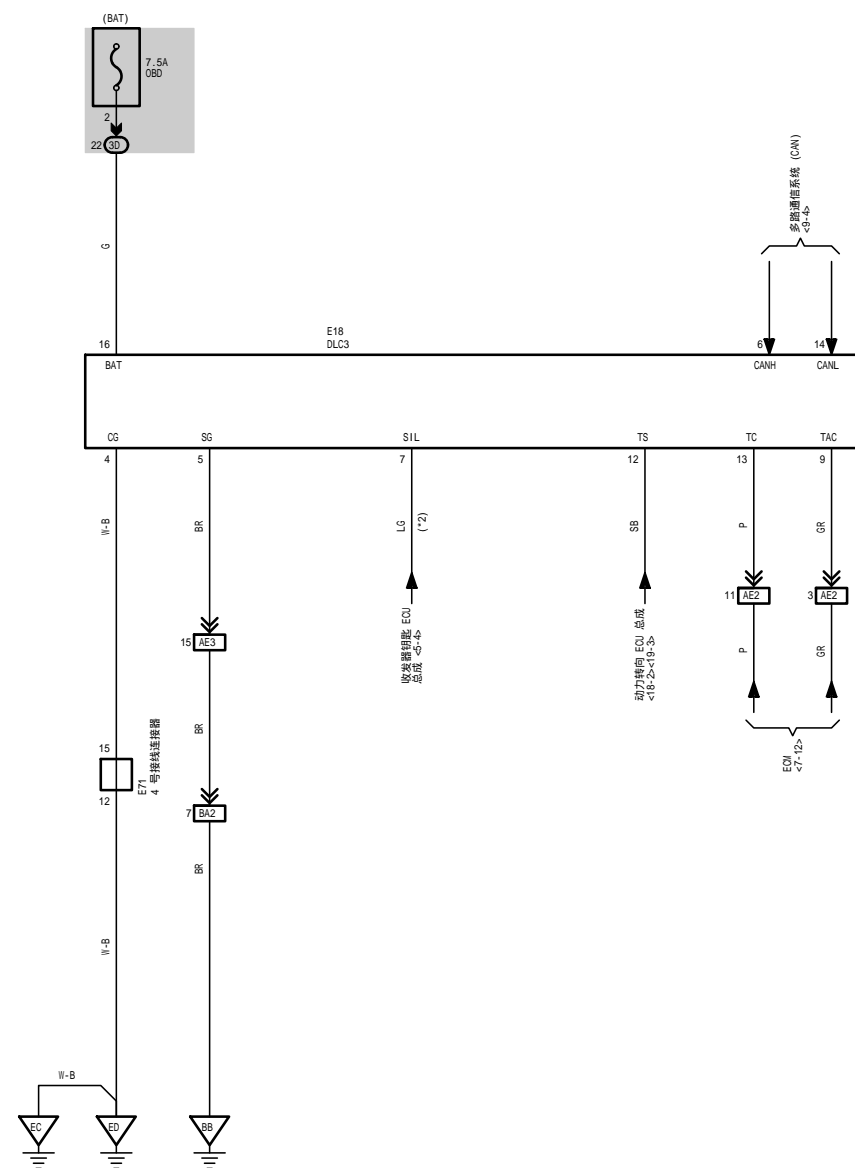 (BAT)
7.5A
OBD
2
22
3D
G
多路通信系统 (CAN)
<9-4>
E18
DLC3
16
6
14
BAT
CANH
CANL
CG
SG
SIL
TS
TC
TAC
4
5
7
12
13
9
W-B
BR
LG
(*2)
SB
P
GR
11
AE2
3
AE2
15
AE3
收发器钥匙 ECU
总成 <5-4>
动力转向 ECU 总成
<18-2><19-3>
P
GR
BR
ECM
<7-12>
15
12
E71
4 号接线连接器
7
BA2
BR
W-B
W-B
EC
ED
BB